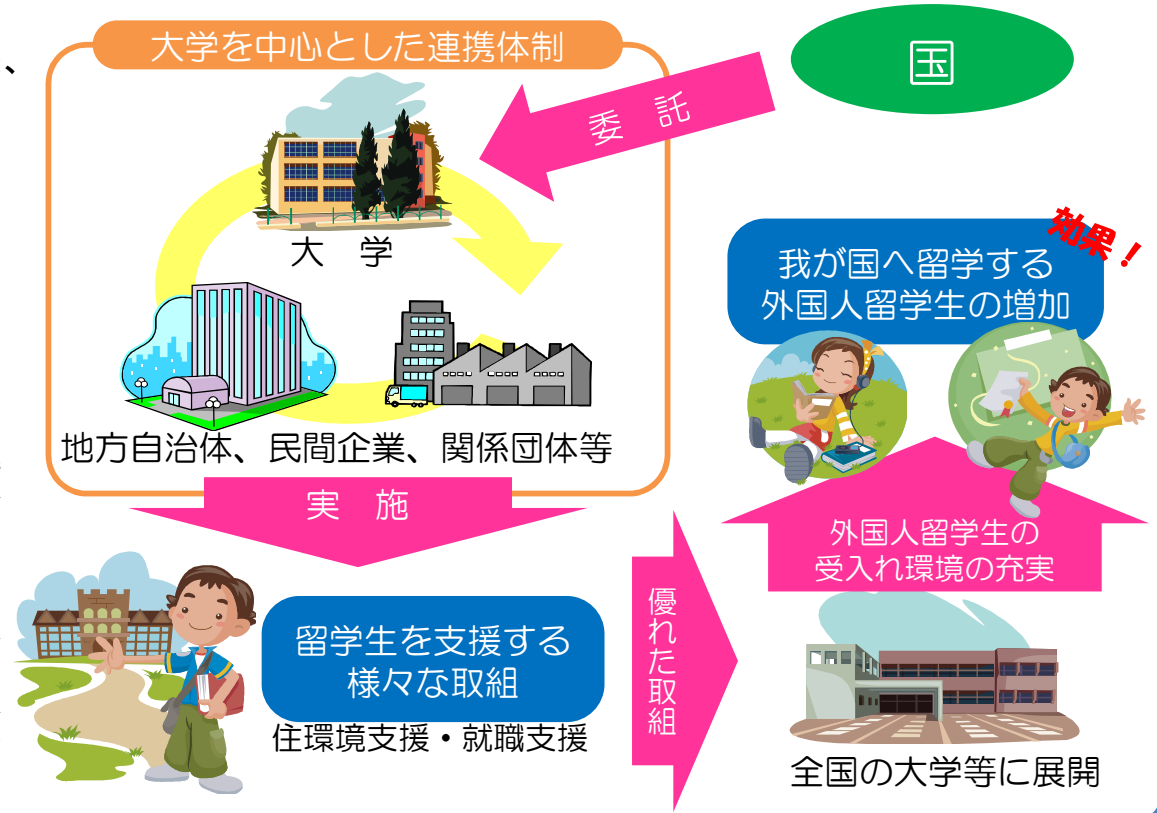 大学を中心とした連携体制
、
国
委 託
大 学
地方自治体、民間企業、関係団体等
実 施
留学生を支援する
様々な取組
住環境支援・就職支援
優れた取組
全国の大学等に展開
外国人留学生の
受入れ環境の充実
我が国へ留学する
外国人留学生の増加
効果！